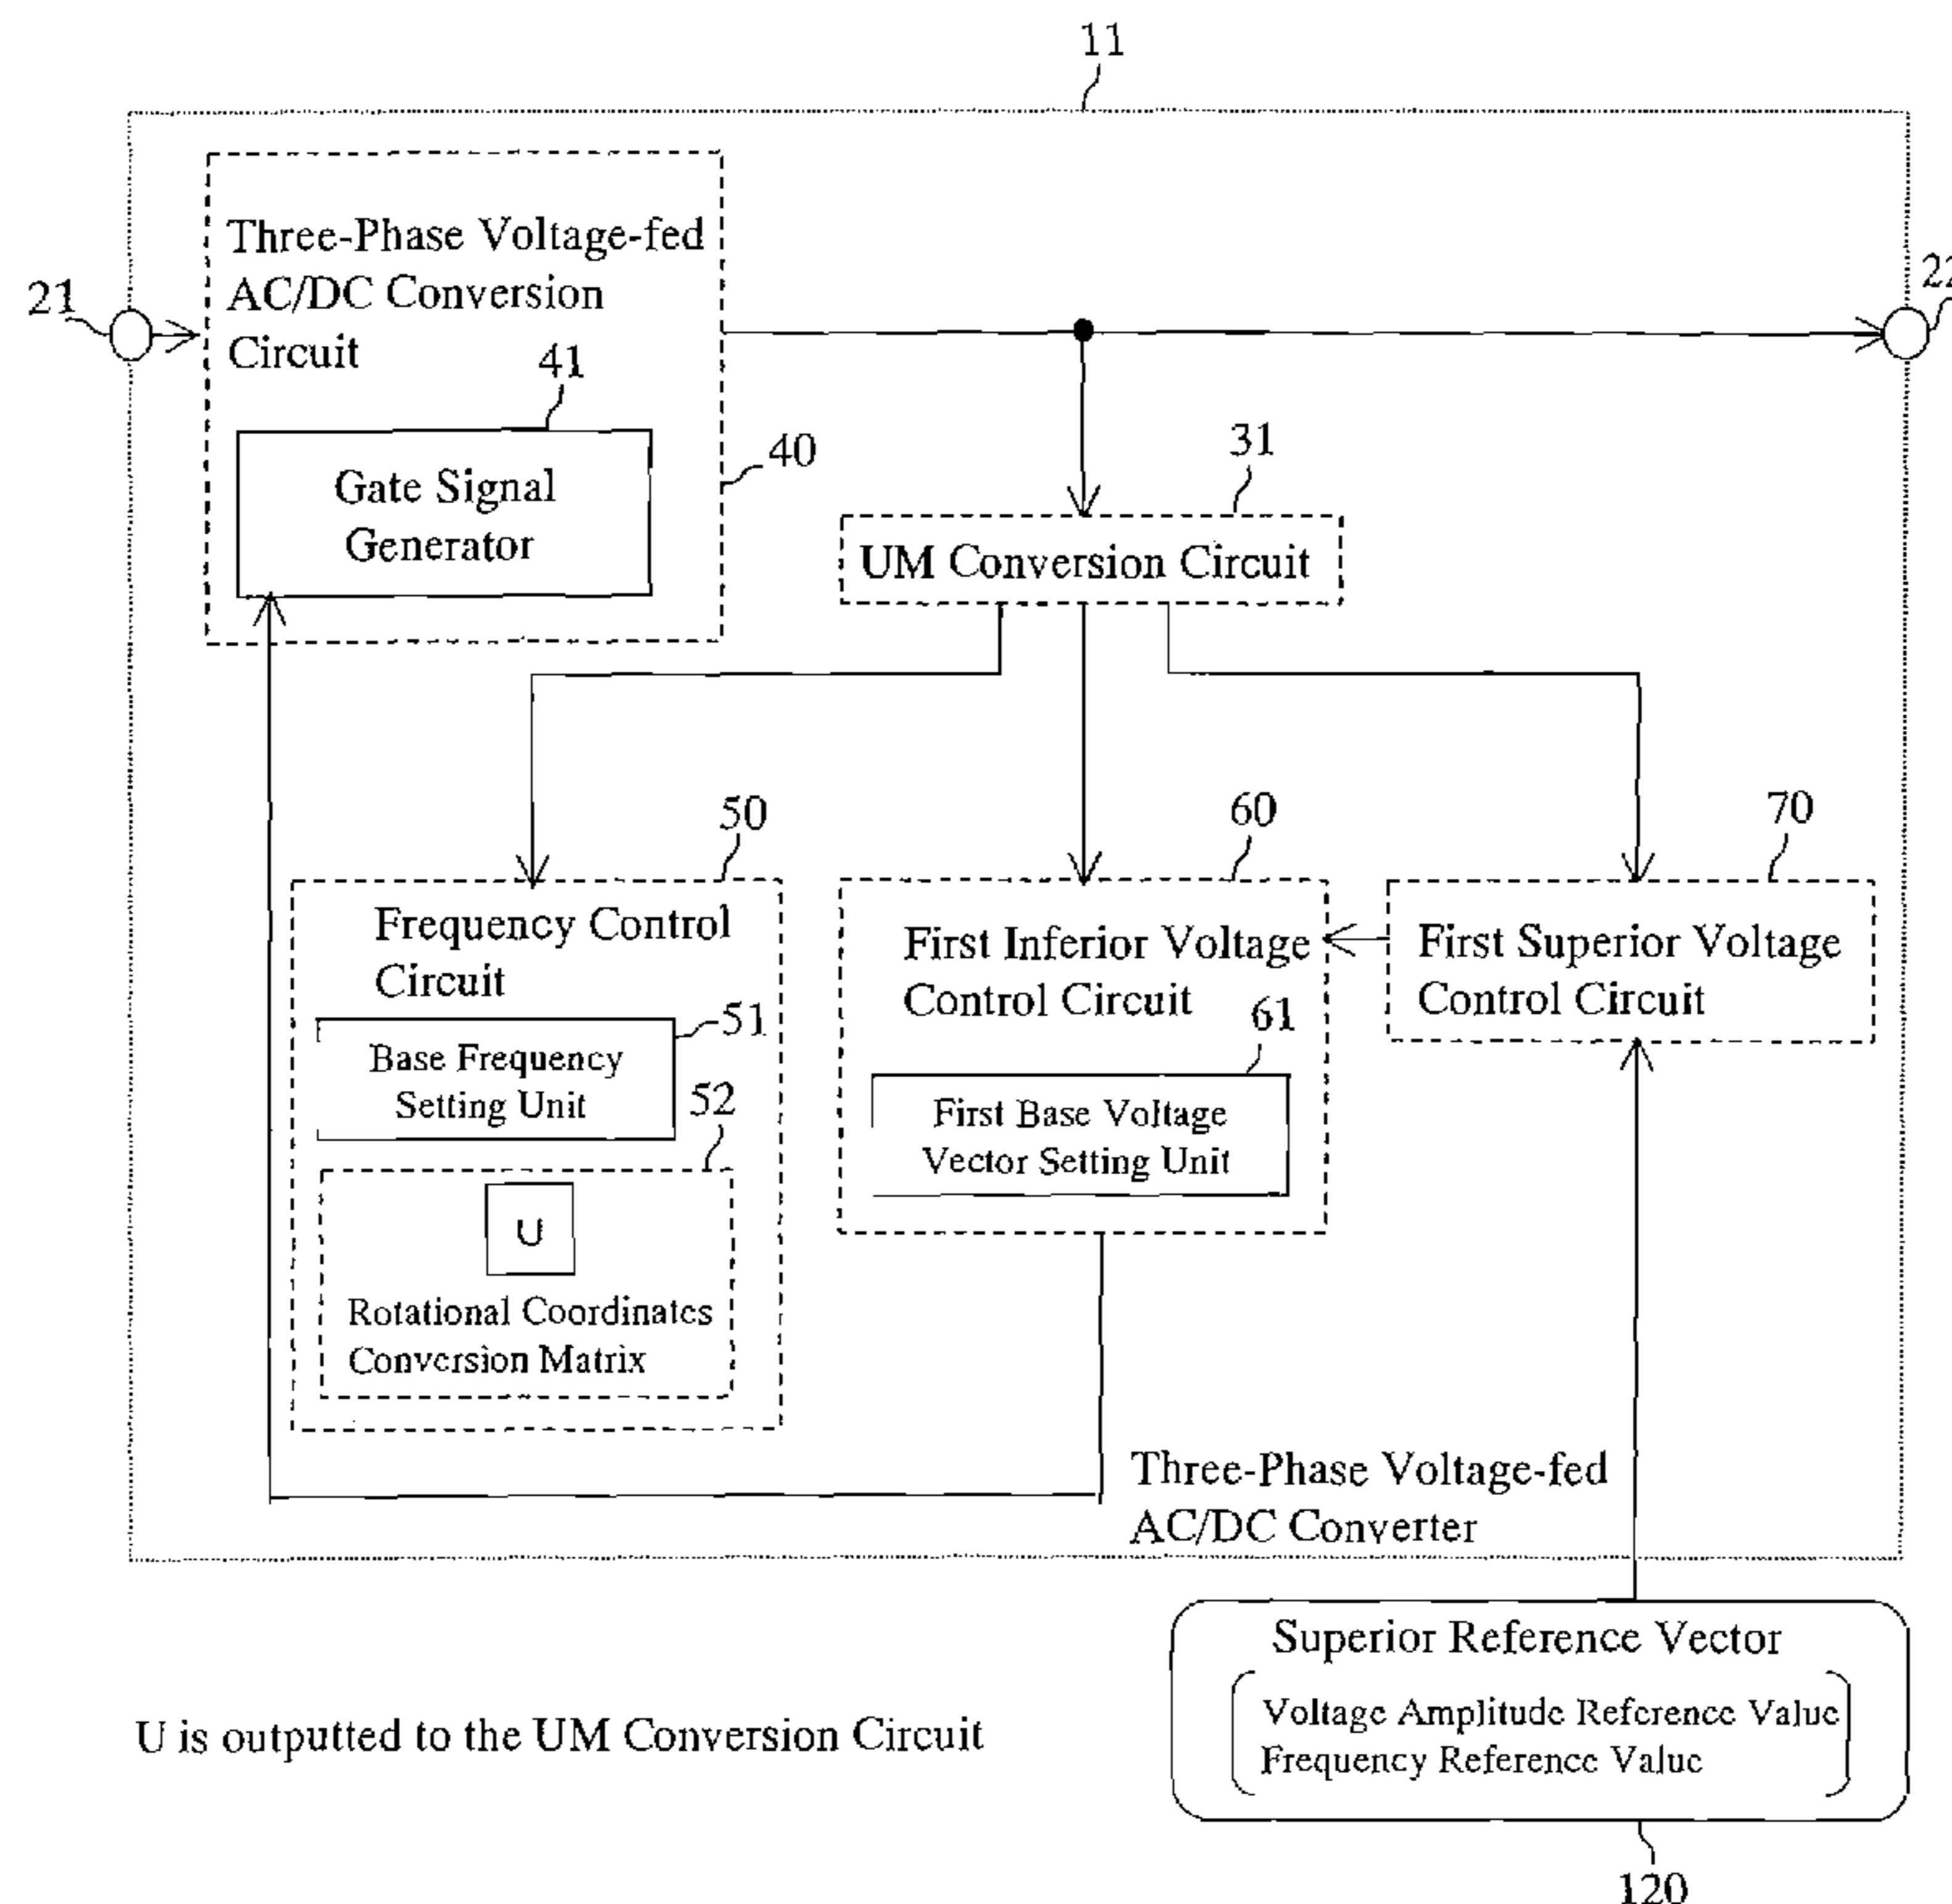 11
Three-Phase Voltage-fed
AC/DC Conversion
Circuit
21
22
41
Gate Signal
Generator
40
31
UM Conversion Circuit
50
60
70
Frequency Control
Circuit
51
Base Frequency
Setting Unit
52
U
Rotational Coordinates
Conversion Matrix
First Inferior Voltage
Control Circuit
61
First Base Voltage
Vector Setting Unit
First Superior Voltage
Control Circuit
Three-Phase Voltage-fed
AC/DC Converter
Superior Reference Vector
Voltage Amplitude Reference Value
Frequency Reference Value
U is outputted to the UM Conversion Circuit
120